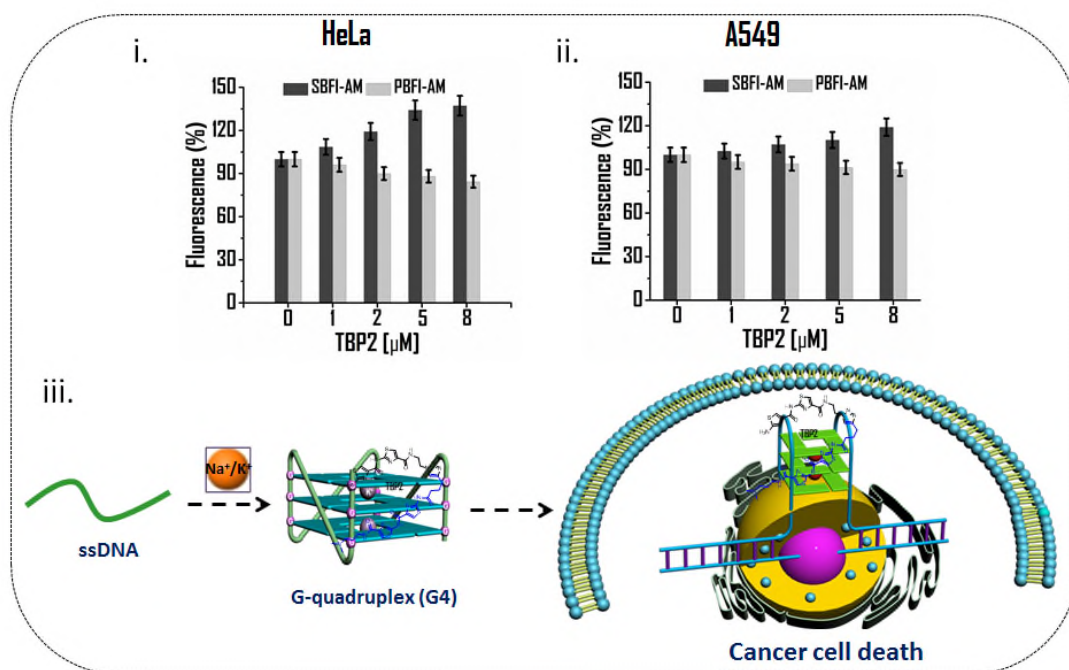 i.
HeLa
SBFI-AM PBFI-AM
Fluorescence (%)
150
120
90
60
30
0
0 1 2 5 8
TBP2 [μM]
ii.
A549
SBFI-AM PBFI-AM
Fluorescence (%)
150
120
90
60
30
0
0 1 2 5 8
TBP2 [μM]
iii.
ssDNA
Na⁺/K⁺
TBP2
G-quadruplex (G4)
TBP2
Cancer cell death